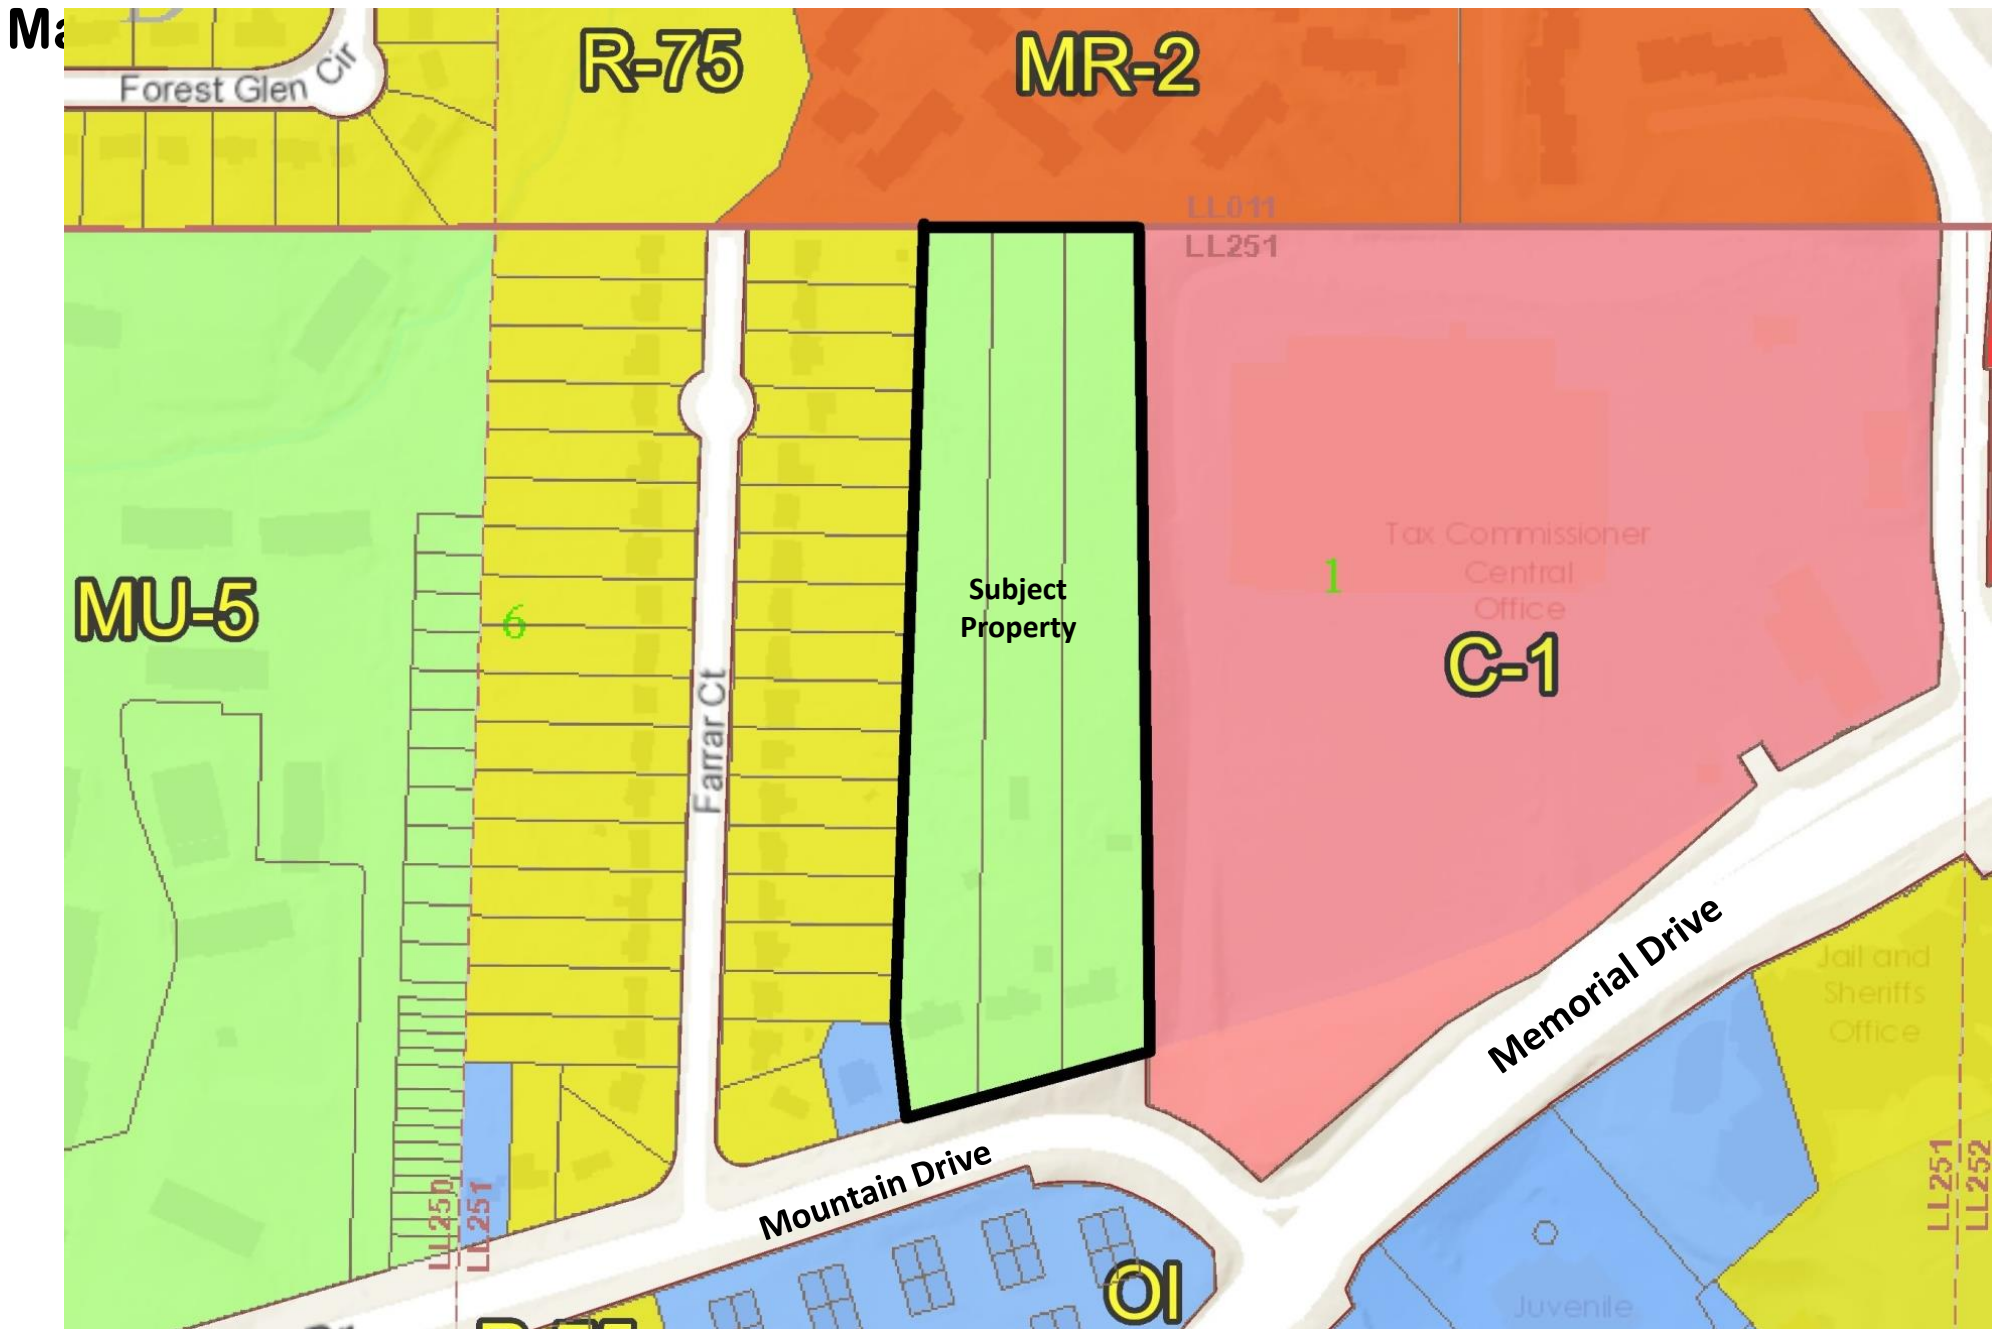 Ma
R-75
MR-2
Forest Glen Cir
LL011
LL251
Subject
Property
Tax Commissioner
Central
Office
1
C-1
MU-5
6
Farrar Ct
Memorial Drive
Jail and
Sheriffs
Office
Mountain Drive
LL250
LL251
LL251
LL252
OI
Juvenile